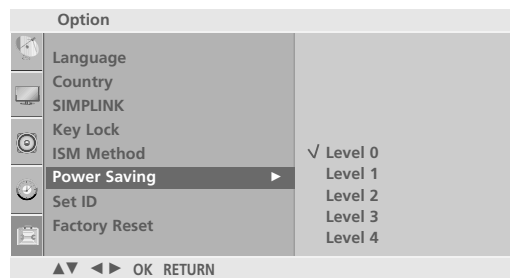 Option
Language
Country
SIMPLINK
Key Lock
ISM Method
Power Saving ►
Set ID
Factory Reset
√ Level 0
Level 1
Level 2
Level 3
Level 4
▲▼ ◄► OK RETURN